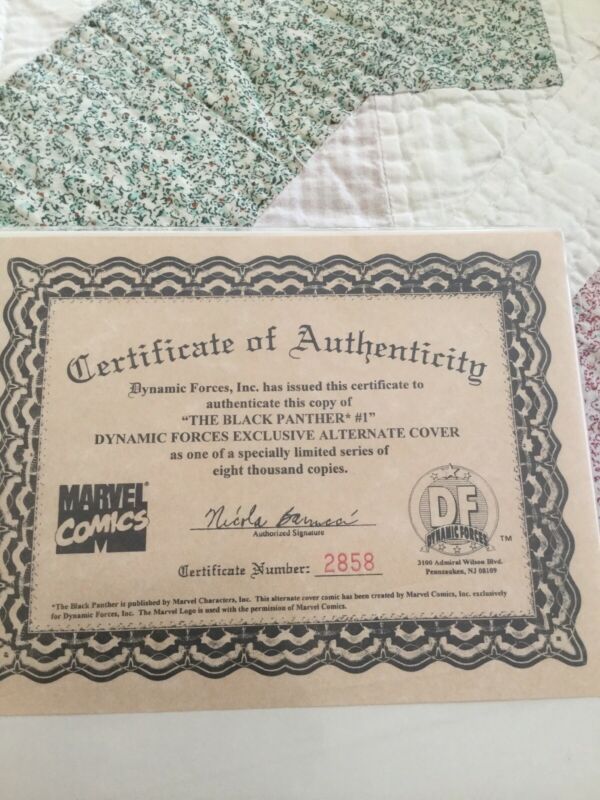 Certificate of Authenticity
Dynamic Forces, Inc. has issued this certificate to
authenticate this copy of
“THE BLACK PANTHER* #1”
DYNAMIC FORCES EXCLUSIVE ALTERNATE COVER
as one of a specially limited series of
eight thousand copies.
MARVEL®
COMICS
Authorized Signature
DF
DYNAMIC FORCES
TM
3100 Admiral Wilson Blvd.
Pennsauken, NJ 08109
Certificate Number: 2858
*The Black Panther is published by Marvel Characters, Inc. This alternate cover comic has been created by Marvel Comics, Inc. exclusively
for Dynamic Forces, Inc. The Marvel Logo is used with the permission of Marvel Comics.